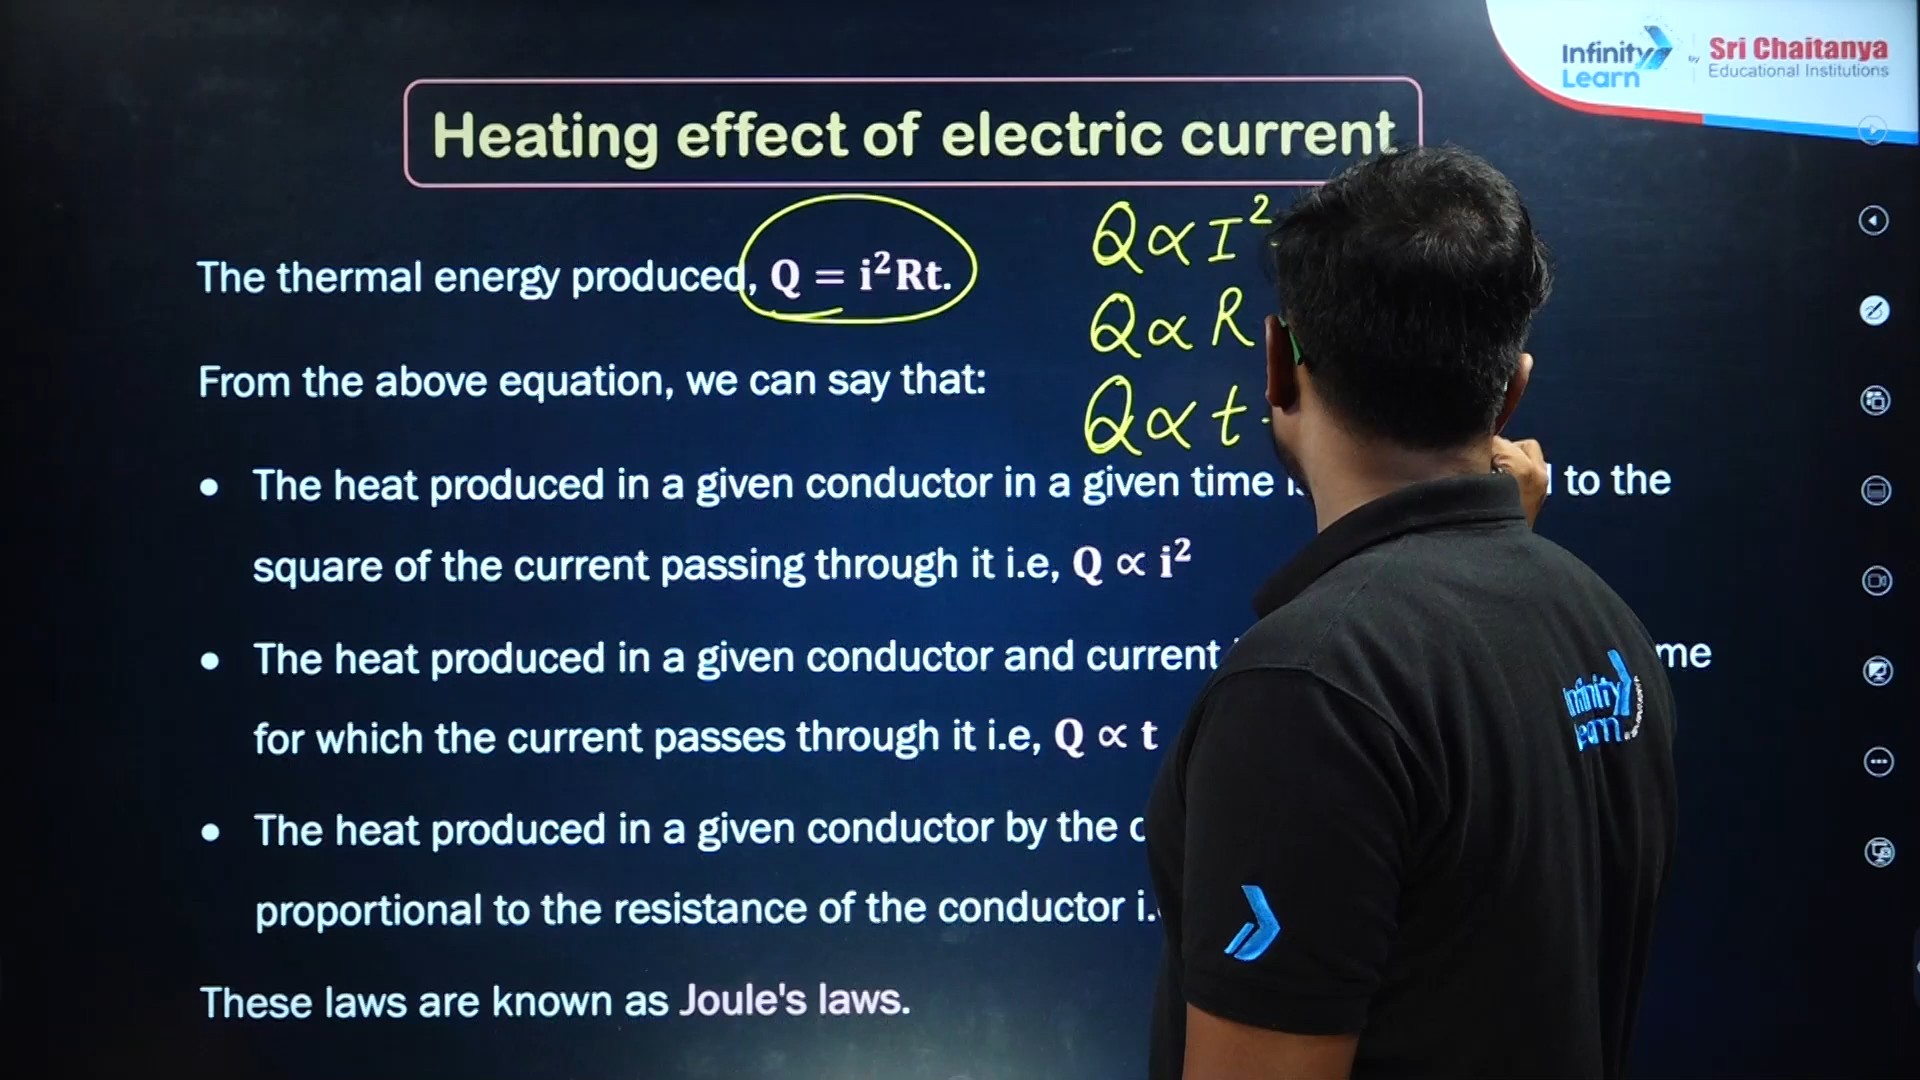 Infinity Learn by Sri Chaitanya Educational Institutions
Heating effect of electric current
The thermal energy produced, Q = i²Rt.
Q ∝ I²
Q ∝ R
Q ∝ t
From the above equation, we can say that:
• The heat produced in a given conductor in a given time to the
square of the current passing through it i.e, Q ∝ i²
• The heat produced in a given conductor and current
for which the current passes through it i.e, Q ∝ t
• The heat produced in a given conductor by the
proportional to the resistance of the conductor
These laws are known as Joule's laws.
Infinity
Learn